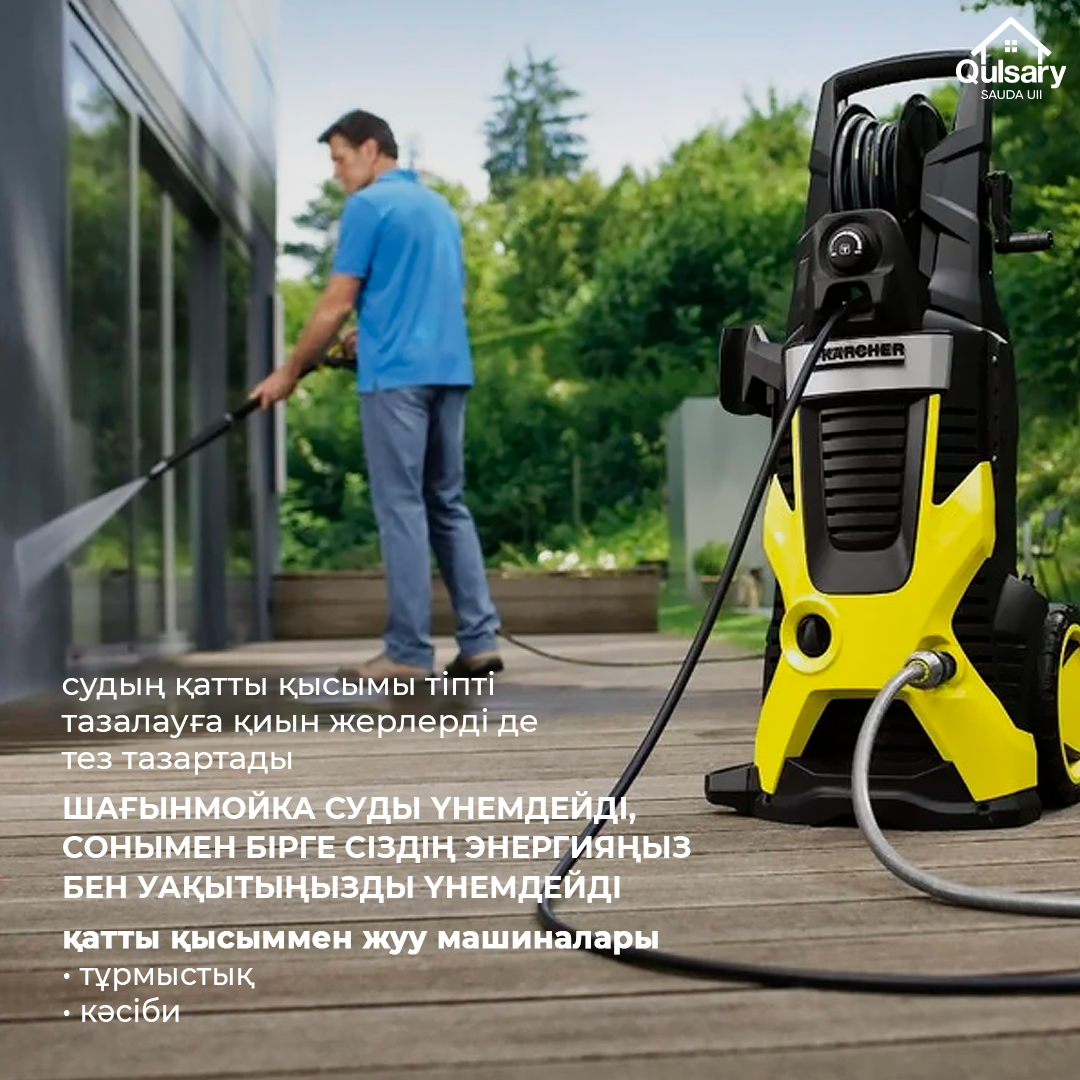 Qulsary
SAUDA UII
KÄRCHER
судың қатты қысымы тіпті
тазалауға қиын жерлерді де
тез тазартады
ШАҒЫНМОЙКА СУДЫ ҮНЕМДЕЙДІ,
СОНЫМЕН БІРГЕ СІЗДІҢ ЭНЕРГИЯҢЫЗ
БЕН УАҚЫТЫҢЫЗДЫ ҮНЕМДЕЙДІ
қатты қысыммен жуу машиналары
• тұрмыстық
• кәсіби